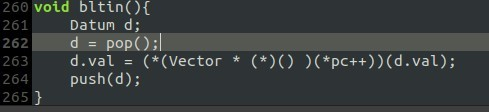 260 void bltin(){
261     Datum d;
262     d = pop();
263     d.val = (*(Vector * (*)() )(*pc++))(d.val);
264     push(d);
265 }